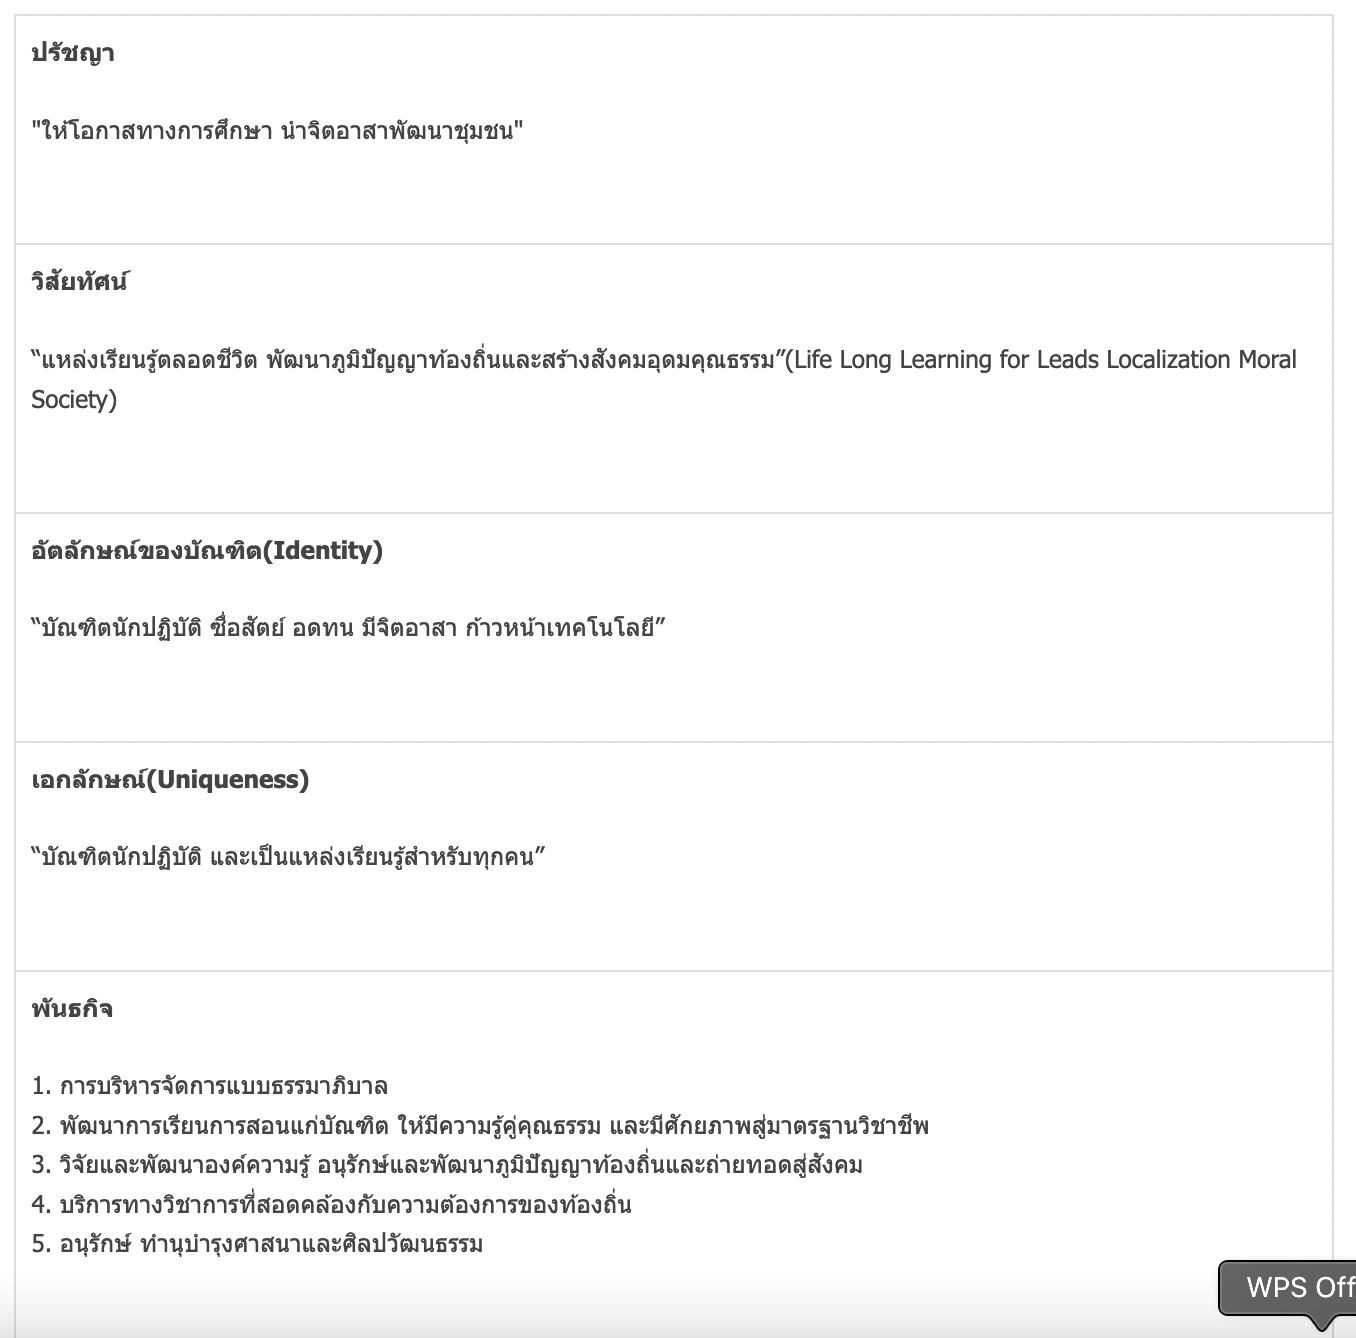 ปรัชญา
"ให้โอกาสทางการศึกษา นำจิตอาสาพัฒนาชุมชน"
วิสัยทัศน์
“แหล่งเรียนรู้ตลอดชีวิต พัฒนาภูมิปัญญาท้องถิ่นและสร้างสังคมอุดมคุณธรรม”(Life Long Learning for Leads Localization Moral
Society)
อัตลักษณ์ของบัณฑิต(Identity)
“บัณฑิตนักปฏิบัติ ซื่อสัตย์ อดทน มีจิตอาสา ก้าวหน้าเทคโนโลยี”
เอกลักษณ์(Uniqueness)
“บัณฑิตนักปฏิบัติ และเป็นแหล่งเรียนรู้สำหรับทุกคน”
พันธกิจ
1. การบริหารจัดการแบบธรรมาภิบาล
2. พัฒนาการเรียนการสอนแก่บัณฑิต ให้มีความรู้คู่คุณธรรม และมีศักยภาพสู่มาตรฐานวิชาชีพ
3. วิจัยและพัฒนาองค์ความรู้ อนุรักษ์และพัฒนาภูมิปัญญาท้องถิ่นและถ่ายทอดสู่สังคม
4. บริการทางวิชาการที่สอดคล้องกับความต้องการของท้องถิ่น
5. อนุรักษ์ ทำนุบำรุงศาสนาและศิลปวัฒนธรรม
WPS Off